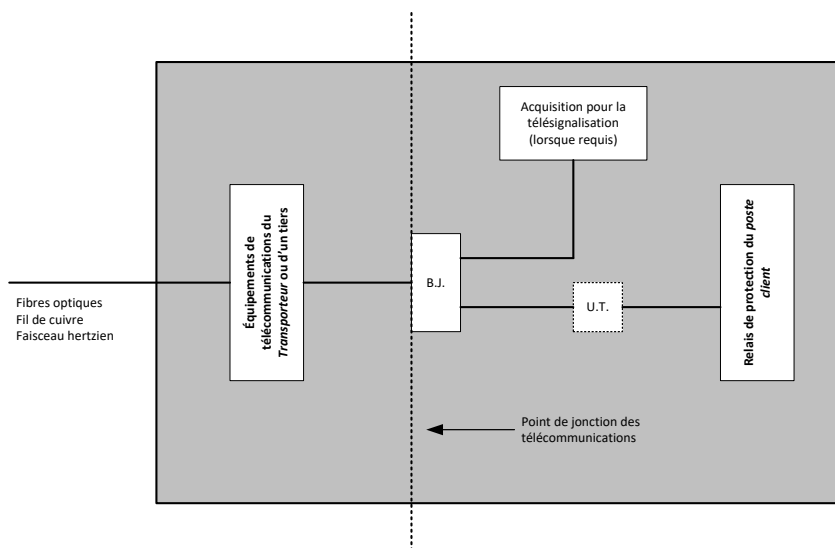 Acquisition pour la
télésignalisation
(lorsque requis)
Équipements de
télécommunications du
Transporteur ou d'un tiers
B.J.
U.T.
Relais de protection du poste
client
Fibres optiques
Fil de cuivre
Faisceau hertzien
Point de jonction des
télécommunications